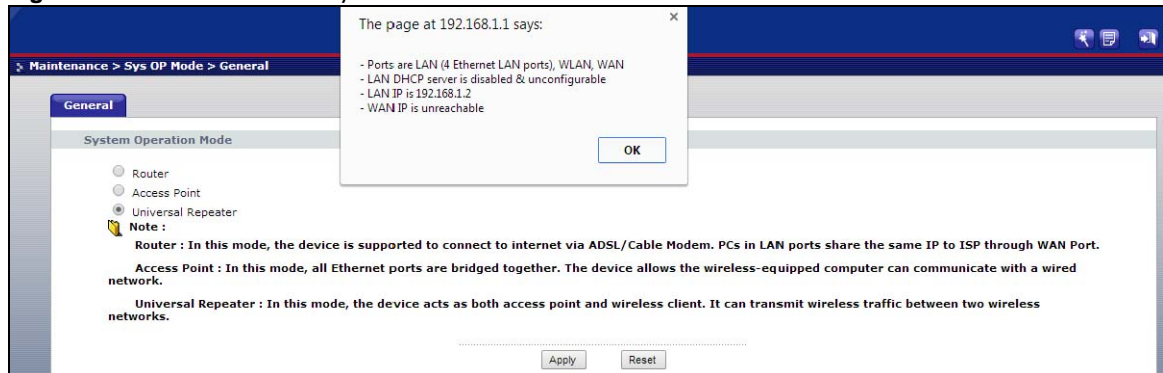 The page at 192.168.1.1 says:
- Ports are LAN (4 Ethernet LAN ports), WLAN, WAN
- LAN DHCP server is disabled & unconfigurable
- LAN IP is 192.168.1.2
- WAN IP is unreachable
OK
Maintenance > Sys OP Mode > General
General
System Operation Mode
Router
Access Point
Universal Repeater
Note :
Router : In this mode, the device is supported to connect to internet via ADSL/Cable Modem. PCs in LAN ports share the same IP to ISP through WAN Port.
Access Point : In this mode, all Ethernet ports are bridged together. The device allows the wireless-equipped computer can communicate with a wired
network.
Universal Repeater : In this mode, the device acts as both access point and wireless client. It can transmit wireless traffic between two wireless
networks.
Apply Reset